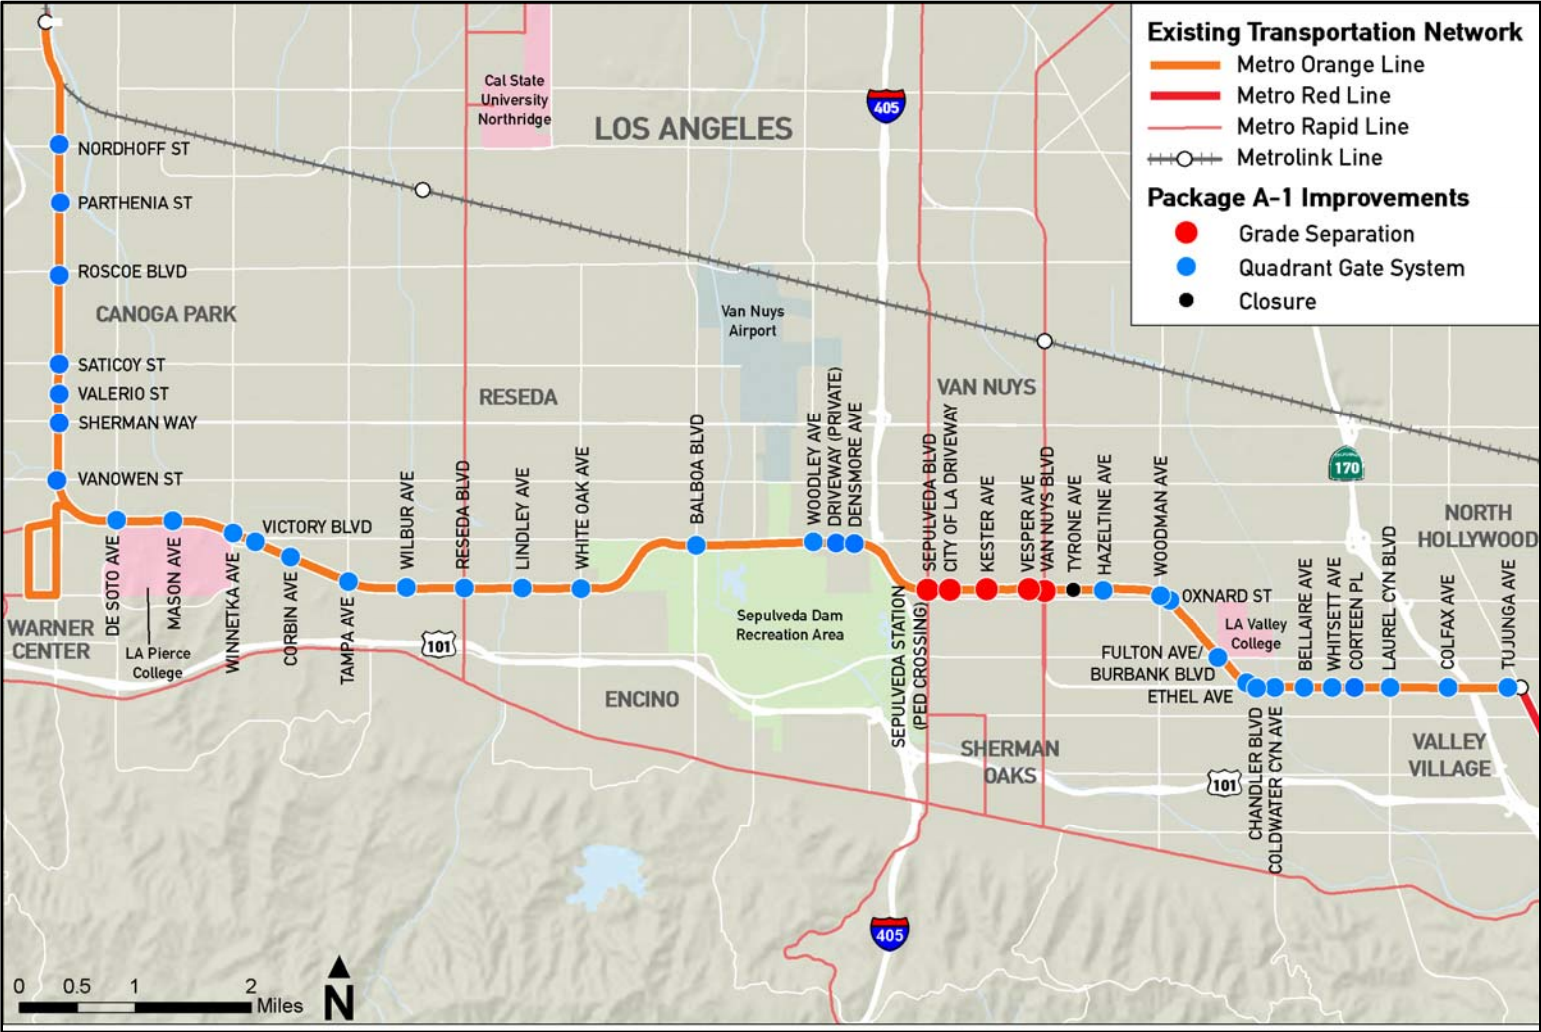 Existing Transportation Network
Metro Orange Line
Metro Red Line
Metro Rapid Line
Metrolink Line
Package A-1 Improvements
Grade Separation
Quadrant Gate System
Closure
Cal State
University
Northridge
LOS ANGELES
405
NORDHOFF ST
PARTHENIA ST
ROSCOE BLVD
CANOGA PARK
Van Nuys
Airport
SATICOY ST
VALERIO ST
SHERMAN WAY
RESEDA
VAN NUYS
VANOWEN ST
170
NORTH
HOLLYWOOD
VICTORY BLVD
DE SOTO AVE
MASON AVE
WINNETKA AVE
CORBIN AVE
TAMPA AVE
WILBUR AVE
RESEDA BLVD
LINDLEY AVE
WHITE OAK AVE
BALBOA BLVD
WOODLEY AVE
DRIVEWAY (PRIVATE)
DENSMORE AVE
SEPULVEDA STATION
(PED CROSSING)
SEPULVEDA BLVD
CITY OF LA DRIVEWAY
KESTER AVE
VESPER AVE
VAN NUYS BLVD
TYRONE AVE
HAZELTINE AVE
WOODMAN AVE
OXNARD ST
LA Valley
College
FULTON AVE/
BURBANK BLVD
ETHEL AVE
CHANDLER BLVD
COLDWATER CYN AVE
BELLAIRE AVE
WHITSETT AVE
CORTEEN PL
LAUREL CYN BLVD
COLFAX AVE
TUJUNGA AVE
WARNER
CENTER
LA Pierce
College
101
Sepulveda Dam
Recreation Area
ENCINO
SHERMAN
OAKS
101
VALLEY
VILLAGE
405
0 0.5 1 2
Miles
N